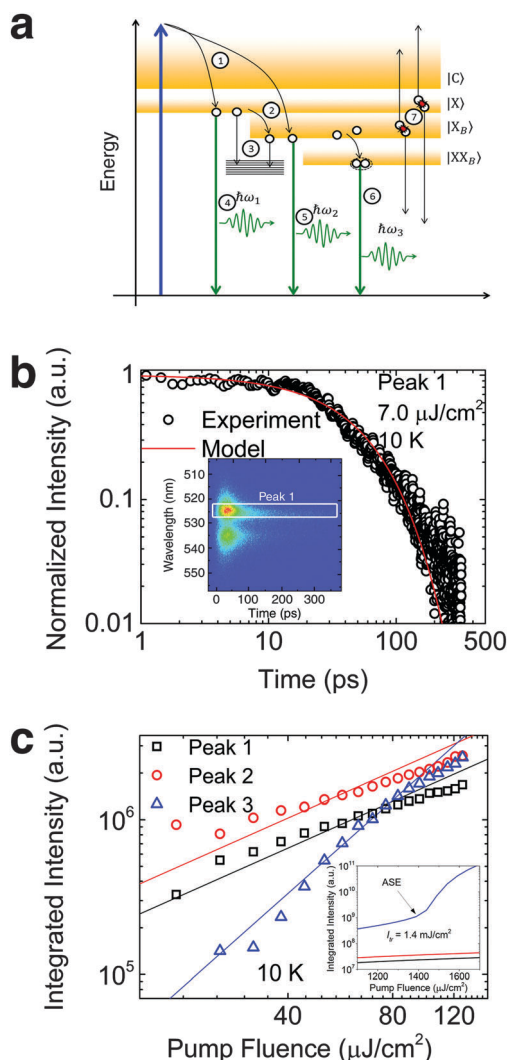 a
Energy
1
2
3
4
5
6
7
|C⟩
|X⟩
|X_B⟩
|XX_B⟩
ℏω₁
ℏω₂
ℏω₃
b
Normalized Intensity (a.u.)
1
0.1
0.01
Peak 1
7.0 μJ/cm²
10 K
Experiment
Model
Peak 1
Wavelength (nm)
510
520
530
540
550
0 100 200 300
Time (ps)
1 10 100 500
Time (ps)
c
Integrated Intensity (a.u.)
10⁶
10⁵
Peak 1
Peak 2
Peak 3
10 K
Integrated Intensity (a.u.)
10¹¹
10¹⁰
10⁹
10⁸
10⁷
ASE
= 1.4 mJ/cm²
1200 1400 1600
Pump Fluence (μJ/cm²)
40 80 120
Pump Fluence (μJ/cm²)